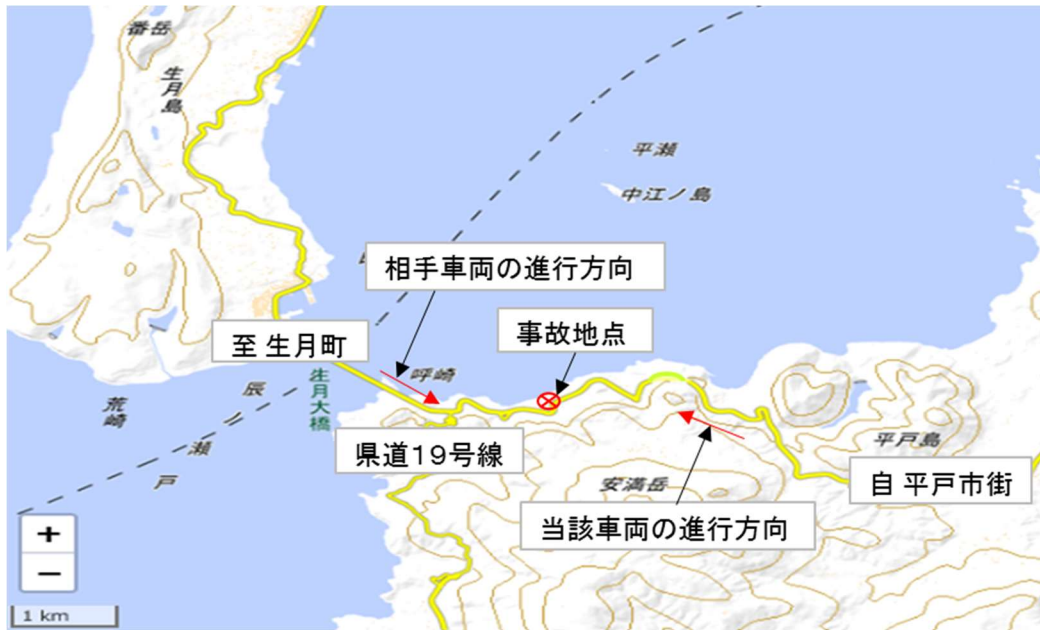 番岳
生月島
平瀬
中江ノ島
相手車両の進行方向
事故地点
至 生月町
呼崎
生月大橋
辰ノ瀬戸
荒崎
県道19号線
平戸島
自 平戸市街
安満岳
当該車両の進行方向
+
−
1 km